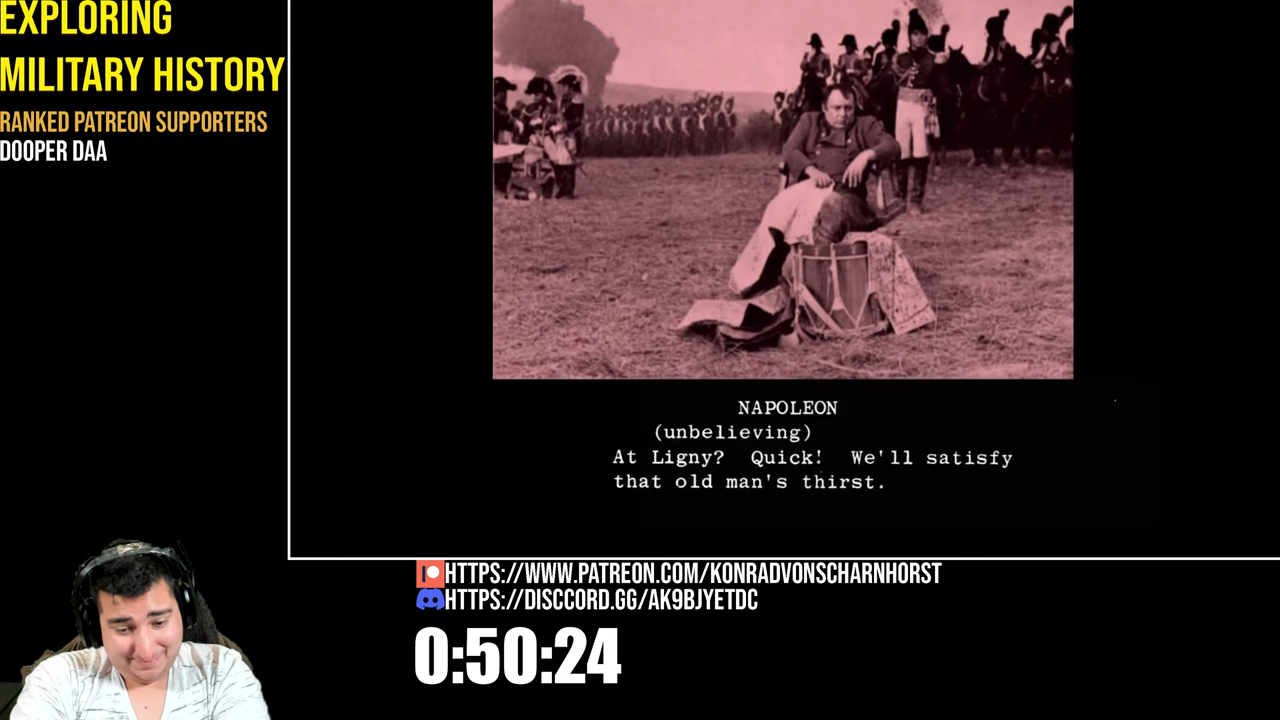 EXPLORING
MILITARY HISTORY
RANKED PATREON SUPPORTERS
DOOPER DAA
NAPOLEON
(unbelieving)
At Ligny? Quick! We'll satisfy
that old man's thirst.
HTTPS://WWW.PATREON.COM/KONRADVONSCHARNHORST
HTTPS://DISCCORD.GG/AK9BJYETDC
0:50:24